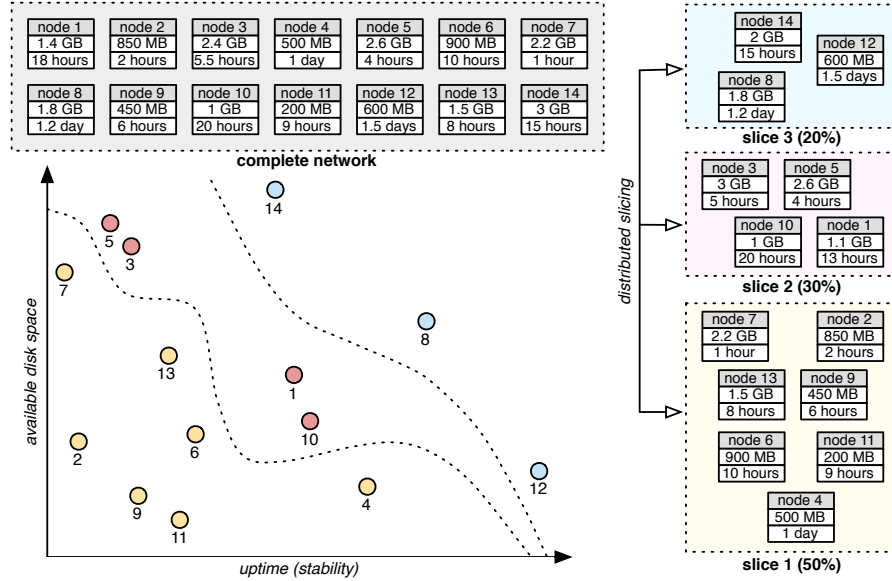 node 1 node 2 node 3 node 4 node 5 node 6 node 7
1.4 GB 850 MB 2.4 GB 500 MB 2.6 GB 900 MB 2.2 GB
18 hours 2 hours 5.5 hours 1 day 4 hours 10 hours 1 hour
node 8 node 9 node 10 node 11 node 12 node 13 node 14
1.8 GB 450 MB 1 GB 200 MB 600 MB 1.5 GB 3 GB
1.2 day 6 hours 20 hours 9 hours 1.5 days 8 hours 15 hours
complete network
available disk space
uptime (stability)
14
5
3
7
8
13
1
10
2
6
12
4
9
11
distributed slicing
node 14
2 GB
15 hours
node 12
600 MB
1.5 days
node 8
1.8 GB
1.2 day
slice 3 (20%)
node 3 node 5
3 GB 2.6 GB
5 hours 4 hours
node 10 node 1
1 GB 1.1 GB
20 hours 13 hours
slice 2 (30%)
node 7 node 2
2.2 GB 850 MB
1 hour 2 hours
node 13 node 9
1.5 GB 450 MB
8 hours 6 hours
node 6 node 11
900 MB 200 MB
10 hours 9 hours
node 4
500 MB
1 day
slice 1 (50%)